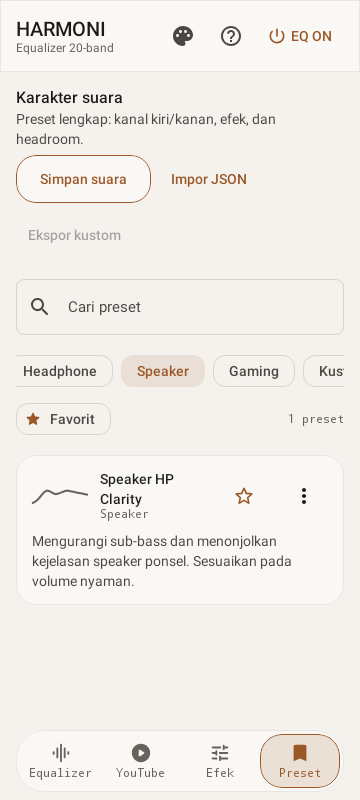 HARMONI
Equalizer 20-band
EQ ON
Karakter suara
Preset lengkap: kanal kiri/kanan, efek, dan
headroom.
Simpan suara
Impor JSON
Ekspor kustom
Cari preset
Headphone
Speaker
Gaming
Kust
Favorit
1 preset
Speaker HP
Clarity
Speaker
Mengurangi sub-bass dan menonjolkan
kejelasan speaker ponsel. Sesuaikan pada
volume nyaman.
Equalizer
YouTube
Efek
Preset